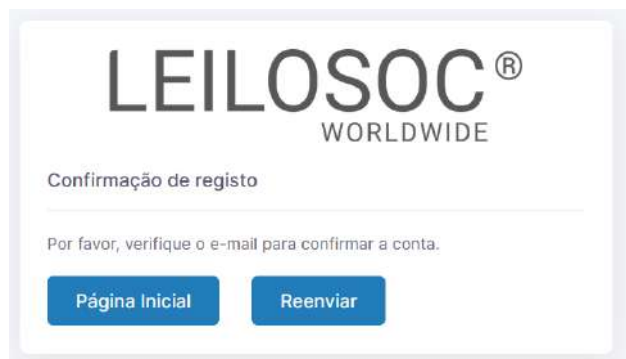 LEILOSOC®
WORLDWIDE
Confirmação de registo
Por favor, verifique o e-mail para confirmar a conta.
Página Inicial
Reenviar